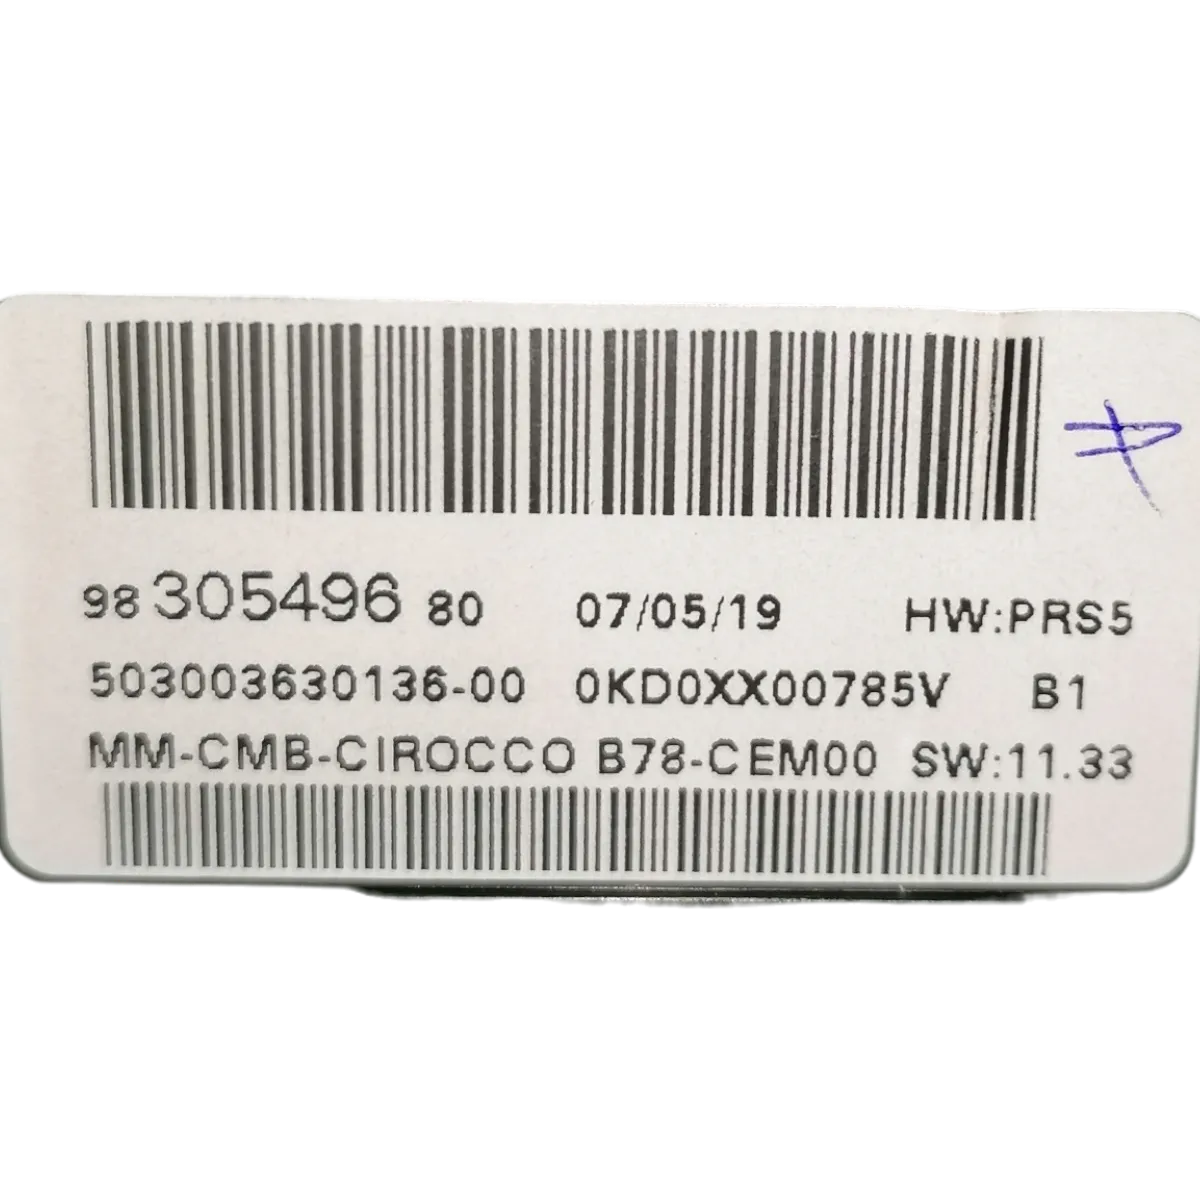 98 305496 80 07/05/19 HW:PRS5
503003630136-00 0KD0XX00785V B1
MM-CMB-CIROCCO B78-CEM00 SW:11.33